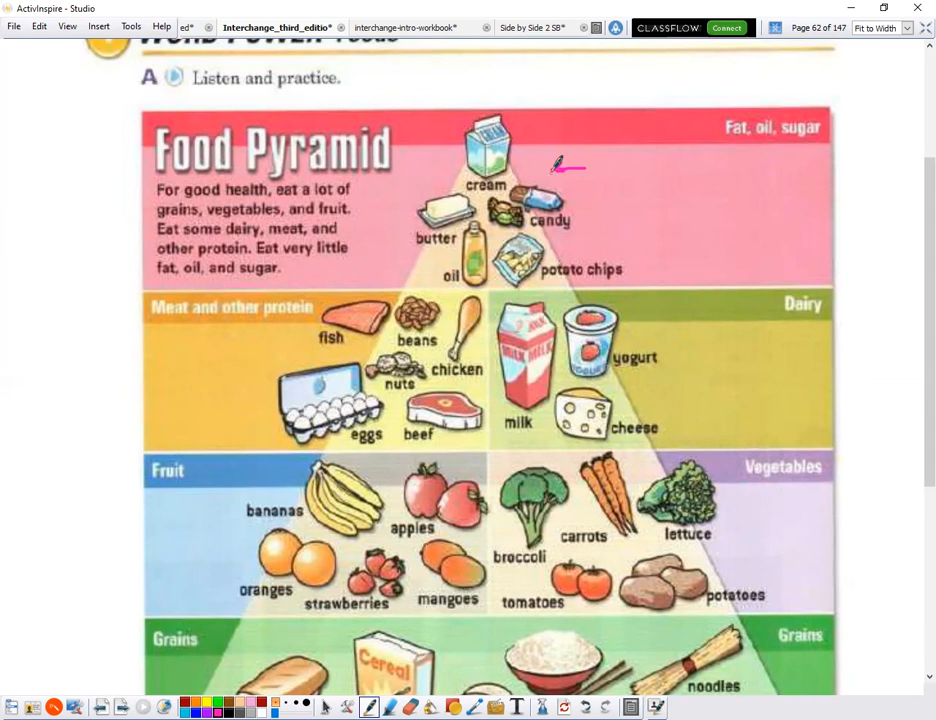 ActivInspire - Studio
File Edit View Insert Tools Help ed* Interchange_third_editio* interchange-intro-workbook* Side by Side 2 SB* CLASSFLOW Connect Page 62 of 147 Fit to Width
A Listen and practice.
Food Pyramid
For good health, eat a lot of
grains, vegetables, and fruit.
Eat some dairy, meat, and
other protein. Eat very little
fat, oil, and sugar.
Fat, oil, sugar
CREAM
cream
candy
butter
oil
potato chips
Meat and other protein
fish
beans
chicken
nuts
eggs
beef
Dairy
MILK
MILK MILK
YOGURT
yogurt
milk
cheese
Fruit
bananas
apples
oranges
strawberries
mangoes
Vegetables
broccoli
carrots
lettuce
tomatoes
potatoes
Grains
Cereal
Grains
noodles